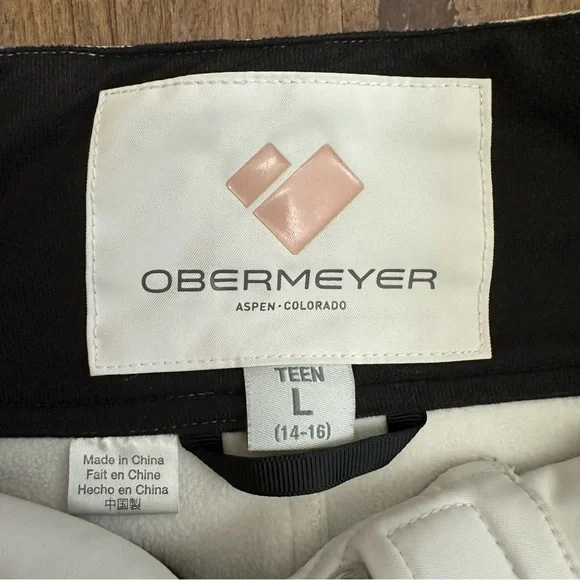 OBERMEYER
ASPEN · COLORADO
TEEN
L
(14-16)
Made in China
Fait en Chine
Hecho en China
中国製